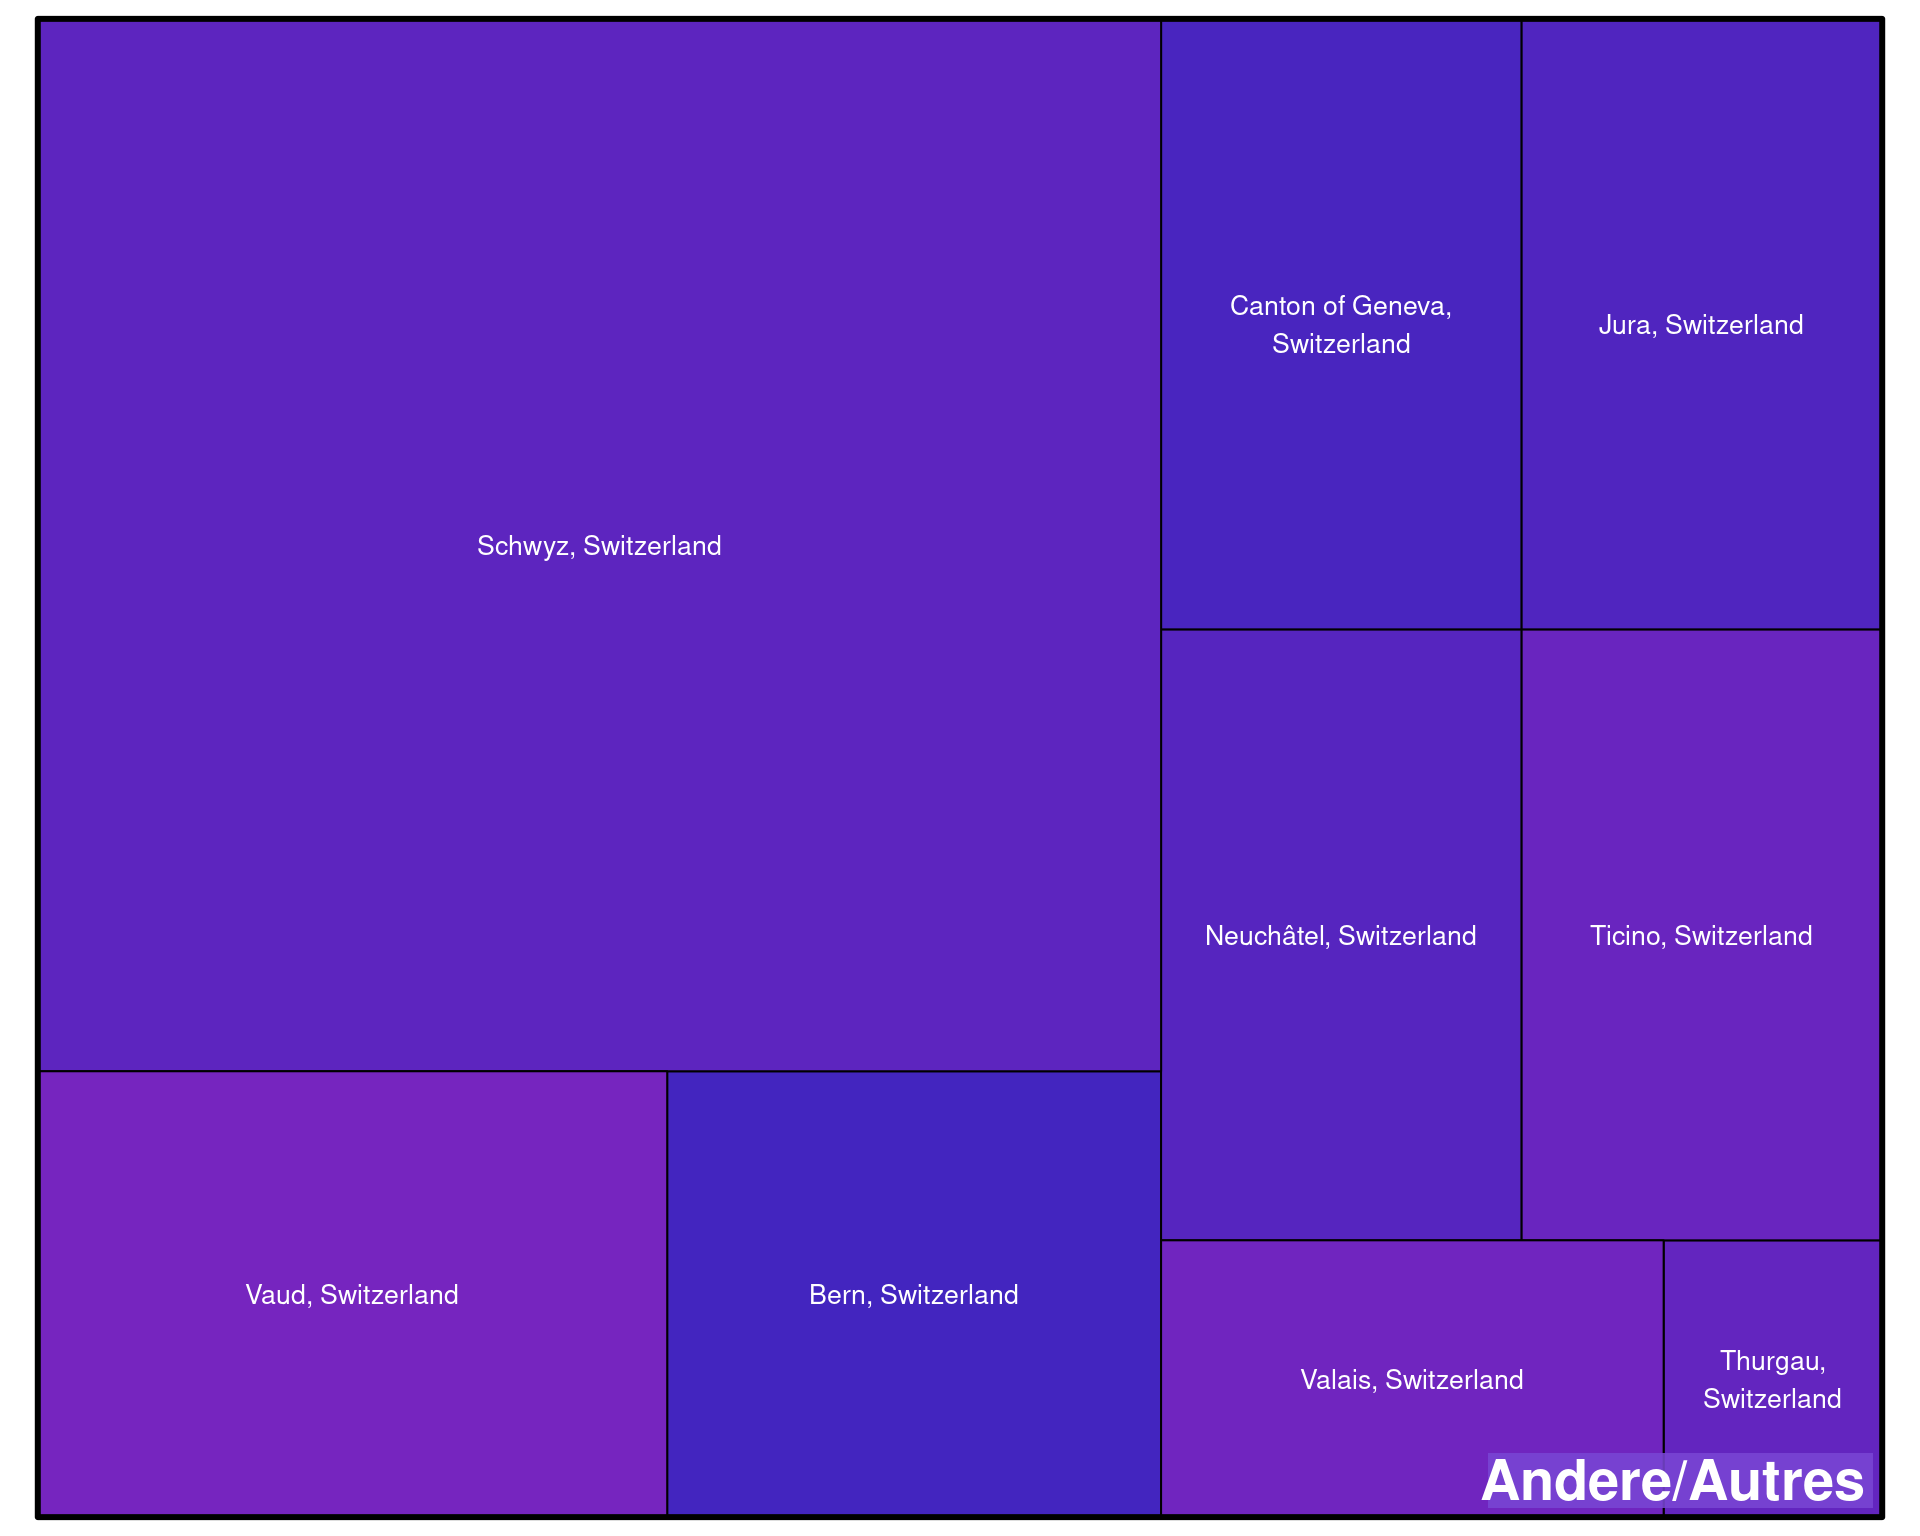 Canton of Geneva,
Switzerland
Jura, Switzerland
Schwyz, Switzerland
Neuchâtel, Switzerland
Ticino, Switzerland
Vaud, Switzerland
Bern, Switzerland
Valais, Switzerland
Thurgau,
Switzerland
Andere/Autres